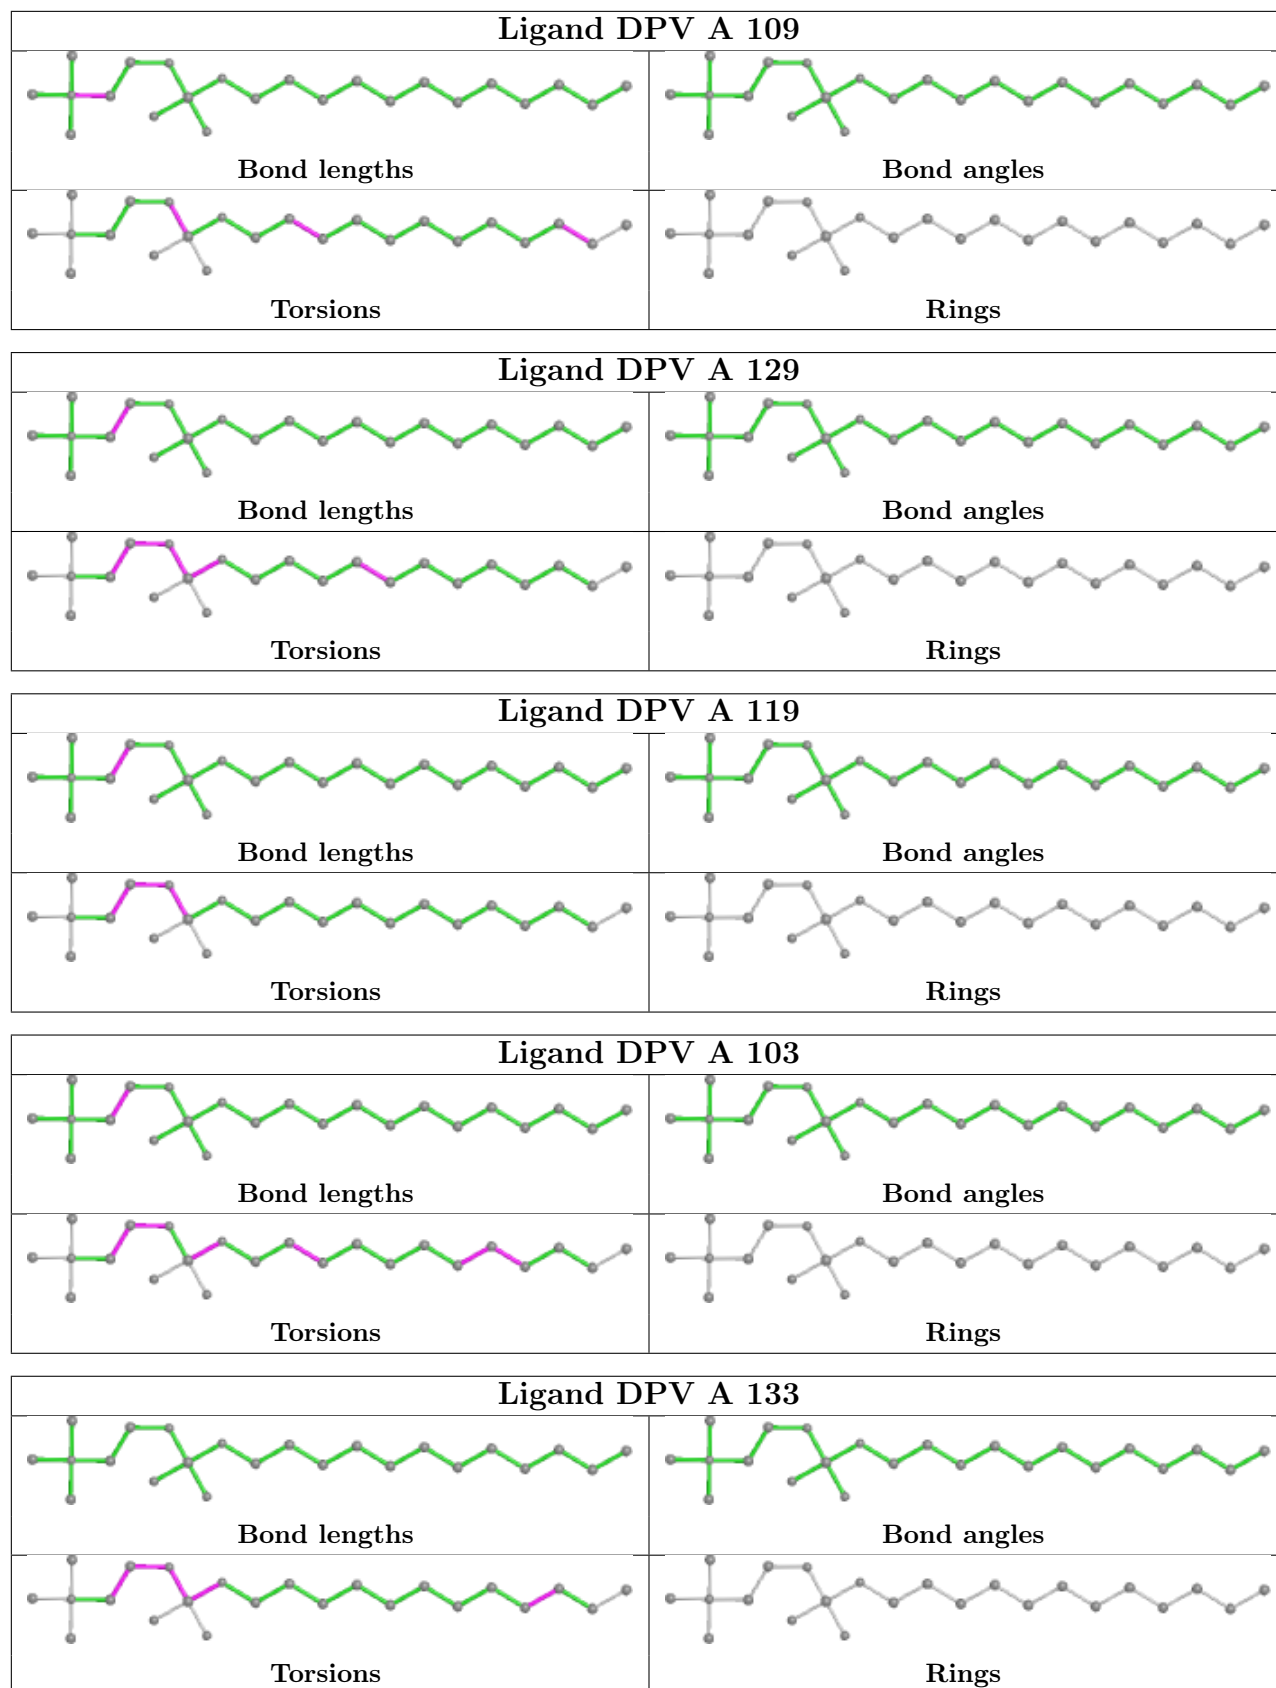 Ligand DPV A 109
Bond lengths
Bond angles
Torsions
Rings
Ligand DPV A 129
Bond lengths
Bond angles
Torsions
Rings
Ligand DPV A 119
Bond lengths
Bond angles
Torsions
Rings
Ligand DPV A 103
Bond lengths
Bond angles
Torsions
Rings
Ligand DPV A 133
Bond lengths
Bond angles
Torsions
Rings